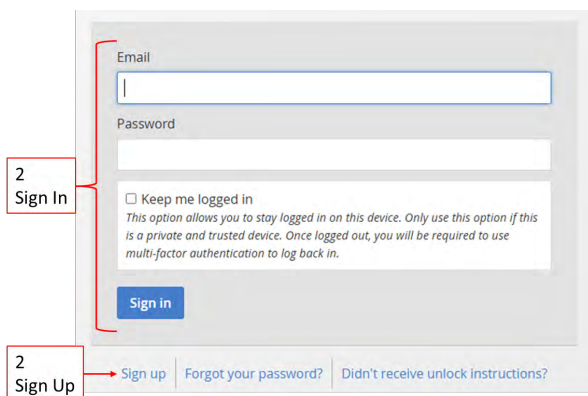 Email
Password
2
Sign In
Keep me logged in
This option allows you to stay logged in on this device. Only use this option if this
is a private and trusted device. Once logged out, you will be required to use
multi-factor authentication to log back in.
Sign in
2
Sign Up
Sign up Forgot your password? Didn't receive unlock instructions?